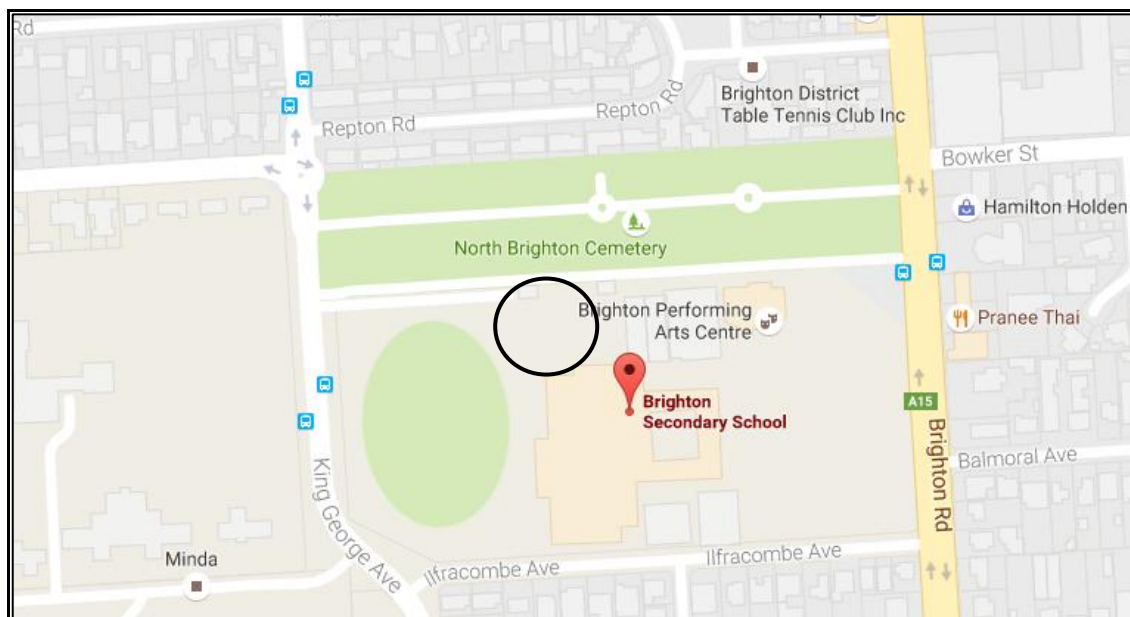 Rd
Repton Rd
Repton Rd
Brighton District
Table Tennis Club Inc
Bowker St
Hamilton Holden
North Brighton Cemetery
Brighton Performing
Arts Centre
Pranee Thai
Brighton
Secondary School
A15
Brighton Rd
Balmoral Ave
King George Ave
Ilfracombe Ave
Ilfracombe Ave
Minda